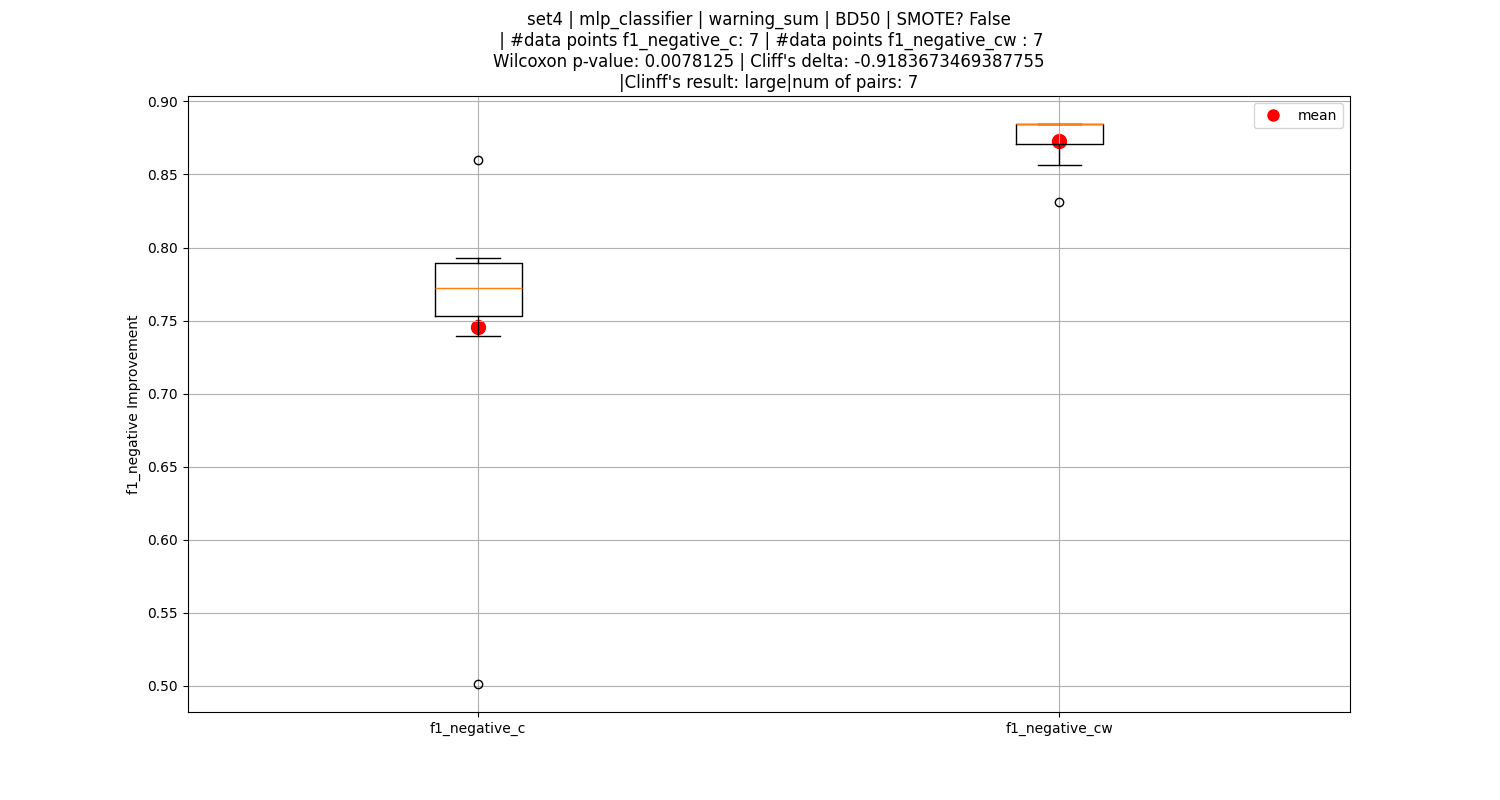 set4 | mlp_classifier | warning_sum | BD50 | SMOTE? False
| #data points f1_negative_c: 7 | #data points f1_negative_cw : 7
Wilcoxon p-value: 0.0078125 | Cliff's delta: -0.9183673469387755
|Clinff's result: large|num of pairs: 7
mean
f1_negative Improvement
0.90
0.85
0.80
0.75
0.70
0.65
0.60
0.55
0.50
f1_negative_c
f1_negative_cw